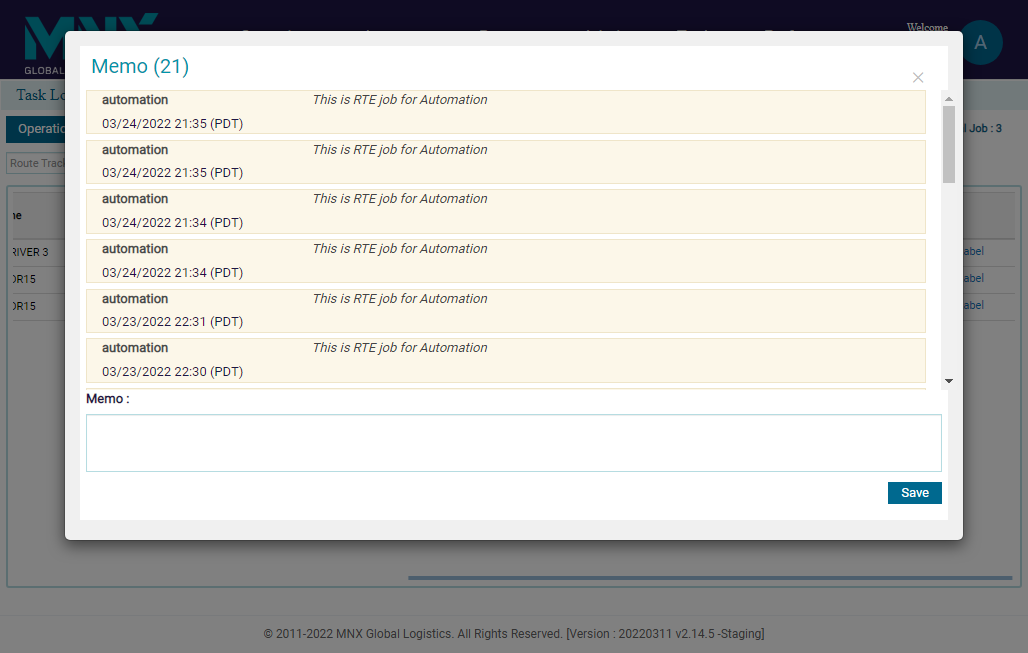 MNX
GLOBAL
Welcome
A
Task Lo
Operatio
l Job : 3
Route Track
ne
RIVER 3
abel
OR15
abel
OR15
abel
Memo (21)
×
automation This is RTE job for Automation
03/24/2022 21:35 (PDT)
automation This is RTE job for Automation
03/24/2022 21:35 (PDT)
automation This is RTE job for Automation
03/24/2022 21:34 (PDT)
automation This is RTE job for Automation
03/24/2022 21:34 (PDT)
automation This is RTE job for Automation
03/23/2022 22:31 (PDT)
automation This is RTE job for Automation
03/23/2022 22:30 (PDT)
Memo :
Save
© 2011-2022 MNX Global Logistics. All Rights Reserved. [Version : 20220311 v2.14.5 -Staging]